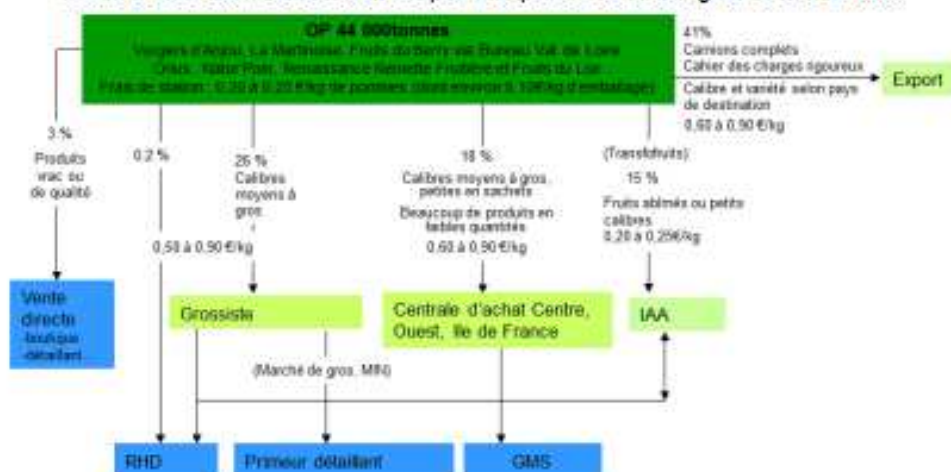 OP 44 000tonnes
Vergers d'Anjou, La Martinoise, Fruits du Berry via Bureau Val de Loire
Frais de station : 0,20 à 0,25 €/kg de pommes (dont environ 0,10€/kg d'emballage)
41%
Camions complets
Cahier des charges rigoureux
Calibre et variété selon pays
de destination
0,60 à 0,90 €/kg
Export
3 %
Produits
vrac ou
de qualité
0.2 %
26 %
Calibres
moyens à
gros.
0,50 à 0,90 €/kg
18 %
Calibres moyens à gros,
petites en sachets
Beaucoup de produits en
faibles quantités
0,60 à 0,90 €/kg
(Transfofruits)
15 %
Fruits abîmés ou petits
calibres
0,20 à 0,25€/kg
Vente
directe
-boutique
-détaillant
Grossiste
Centrale d'achat Centre,
Ouest, Ile de France
IAA
(Marché de gros, MIN)
RHD
Primeur détaillant
GMS